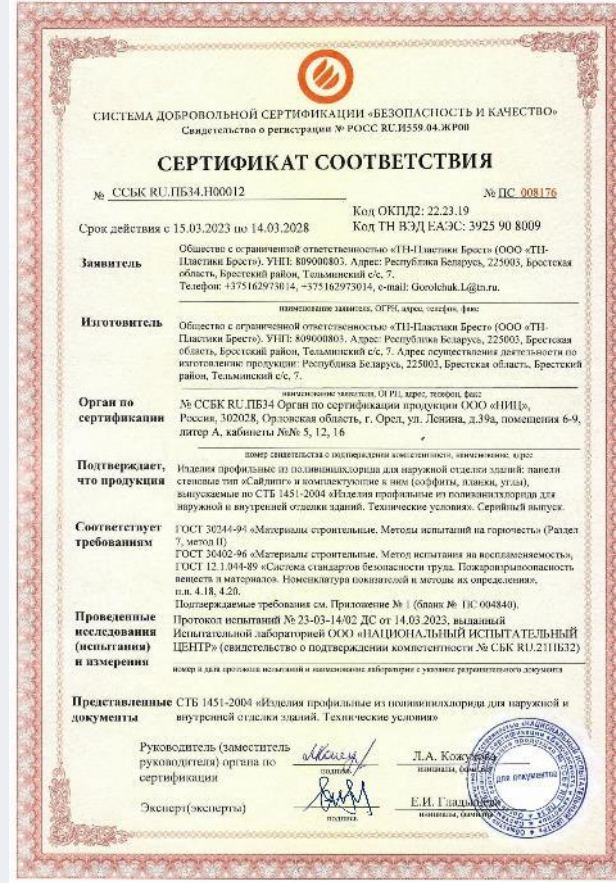 СИСТЕМА ДОБРОВОЛЬНОЙ СЕРТИФИКАЦИИ «БЕЗОПАСНОСТЬ И КАЧЕСТВО»
Свидетельство о регистрации № РОСС RU.И559.04.ЖР00
СЕРТИФИКАТ СООТВЕТСТВИЯ
№ ССБК RU.ПБ34.Н00012
№ ПС 008176
Код ОКПД2: 22.23.19
Срок действия с 15.03.2023 по 14.03.2028
Код ТН ВЭД ЕАЭС: 3925 90 8009
Заявитель
Общество с ограниченной ответственностью «ТН-Пластики Брест» (ООО «ТН-
Пластики Брест»). УНП: 809000803. Адрес: Республика Беларусь, 225003, Брестская
область, Брестский район, Тельминский с/с, 7.
Телефон: +375162973014, +375162973014, e-mail: Gorolchuk.L@tn.ru.
наименование заявителя, ОГРН, адрес, телефон, факс
Изготовитель
Общество с ограниченной ответственностью «ТН-Пластики Брест» (ООО «ТН-
Пластики Брест»). УНП: 809000803. Адрес: Республика Беларусь, 225003, Брестская
область, Брестский район, Тельминский с/с, 7. Адрес осуществления деятельности по
изготовлению продукции: Республика Беларусь, 225003, Брестская область, Брестский
район, Тельминский с/с, 7.
наименование заявителя, ОГРН, адрес, телефон, факс
Орган по
сертификации
№ ССБК RU.ПБ34 Орган по сертификации продукции ООО «НИЦ»,
Россия, 302028, Орловская область, г. Орел, ул. Ленина, д.39а, помещения 6-9,
литер А, кабинеты №№ 5, 12, 16
номер свидетельства о подтверждении компетентности, наименование, адрес
Подтверждает,
что продукция
Изделия профильные из поливинилхлорида для наружной отделки зданий: панели
стеновые тип «Сайдинг» и комплектующие к ним (соффиты, планки, углы),
выпускаемые по СТБ 1451-2004 «Изделия профильные из поливинилхлорида для
наружной и внутренней отделки зданий. Технические условия». Серийный выпуск.
Соответствует
требованиям
ГОСТ 30244-94 «Материалы строительные. Методы испытаний на горючесть» (Раздел
7, метод II)
ГОСТ 30402-96 «Материалы строительные. Метод испытания на воспламеняемость»,
ГОСТ 12.1.044-89 «Система стандартов безопасности труда. Пожаровзрывоопасность
веществ и материалов. Номенклатура показателей и методы их определения».
п.п. 4.18, 4.20.
Подтверждаемые требования см. Приложение № 1 (бланк № ПС 004840).
Проведенные
исследования
(испытания)
и измерения
Протокол испытаний № 23-03-14/02 ДС от 14.03.2023, выданный
Испытательной лабораторией ООО «НАЦИОНАЛЬНЫЙ ИСПЫТАТЕЛЬНЫЙ
ЦЕНТР» (свидетельство о подтверждении компетентности № СБК RU.21ПБ32)
номер и дата протокола испытаний и наименование лаборатории с указание разрешительного документа
Представленные
документы
СТБ 1451-2004 «Изделия профильные из поливинилхлорида для наружной и
внутренней отделки зданий. Технические условия»
Руководитель (заместитель
руководителя) органа по
сертификации
подпись
Л.А.
инициалы,
Эксперт(эксперты)
подпись
Е.И.
инициалы,
для документов